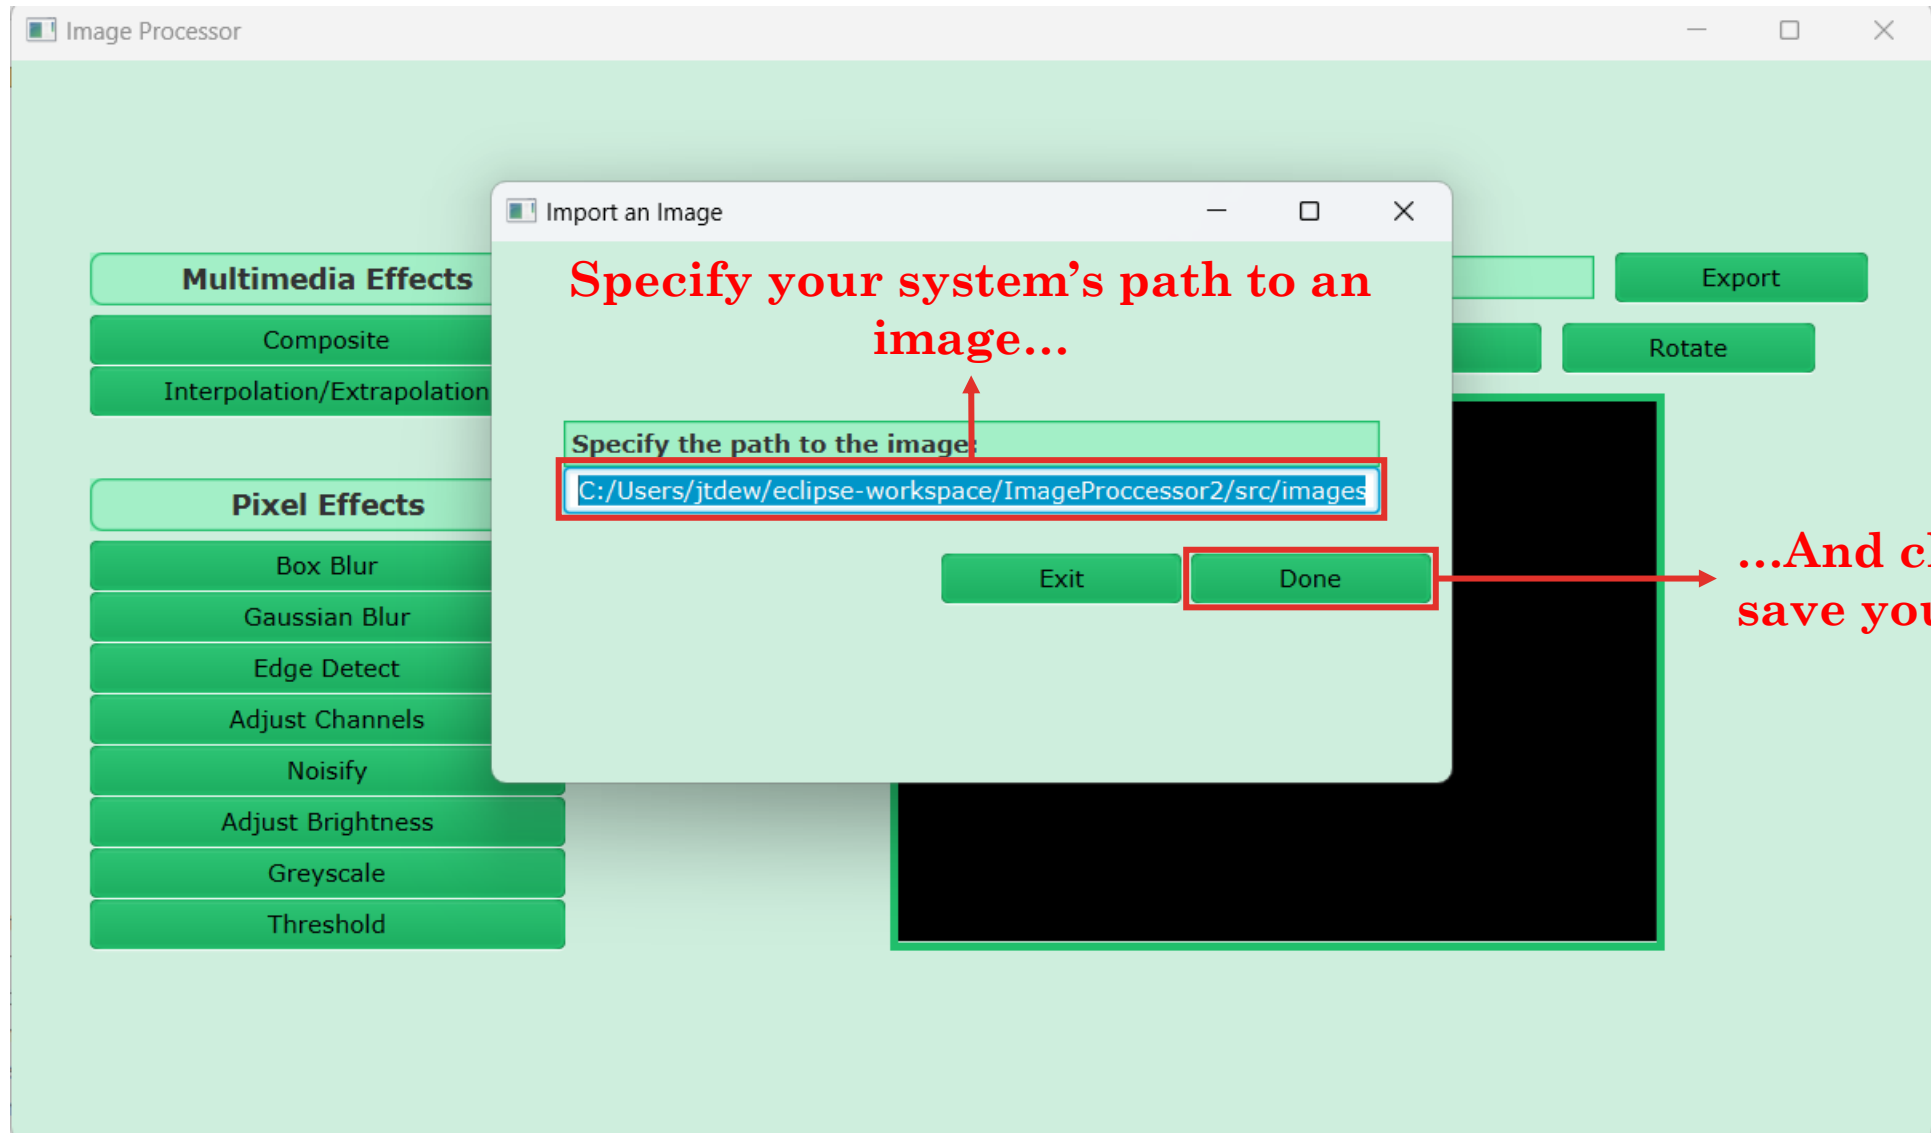 Image Processor
Import an Image
Specify your system's path to an
image...
Multimedia Effects
Export
Composite
Rotate
Interpolation/Extrapolation
Specify the path to the image:
C:/Users/jtdew/eclipse-workspace/ImageProccessor2/src/images
Pixel Effects
...And
save
Box Blur
Exit
Done
Gaussian Blur
Edge Detect
Adjust Channels
Noisify
Adjust Brightness
Greyscale
Threshold